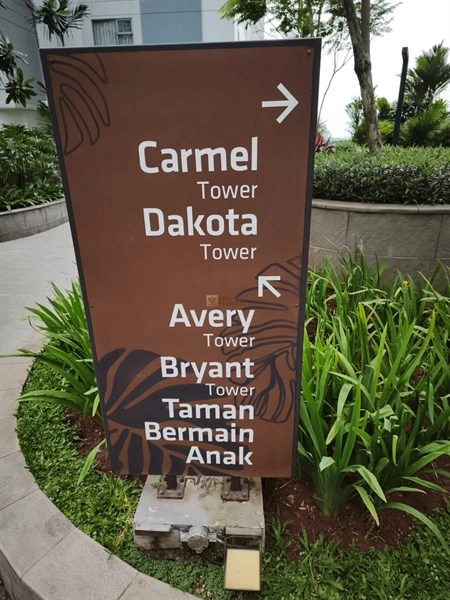 Carmel
Tower
Dakota
Tower
Avery
Tower
Bryant
Tower
Taman
Bermain
Anak